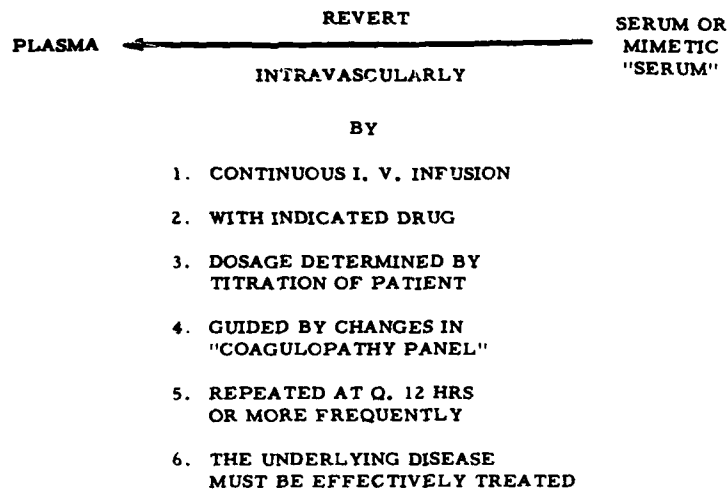 REVERT
PLASMA
SERUM OR
MIMETIC
"SERUM"
INTRAVASCULARLY
BY
1. CONTINUOUS I. V. INFUSION
2. WITH INDICATED DRUG
3. DOSAGE DETERMINED BY
TITRATION OF PATIENT
4. GUIDED BY CHANGES IN
"COAGULOPATHY PANEL"
5. REPEATED AT Q. 12 HRS
OR MORE FREQUENTLY
6. THE UNDERLYING DISEASE
MUST BE EFFECTIVELY TREATED